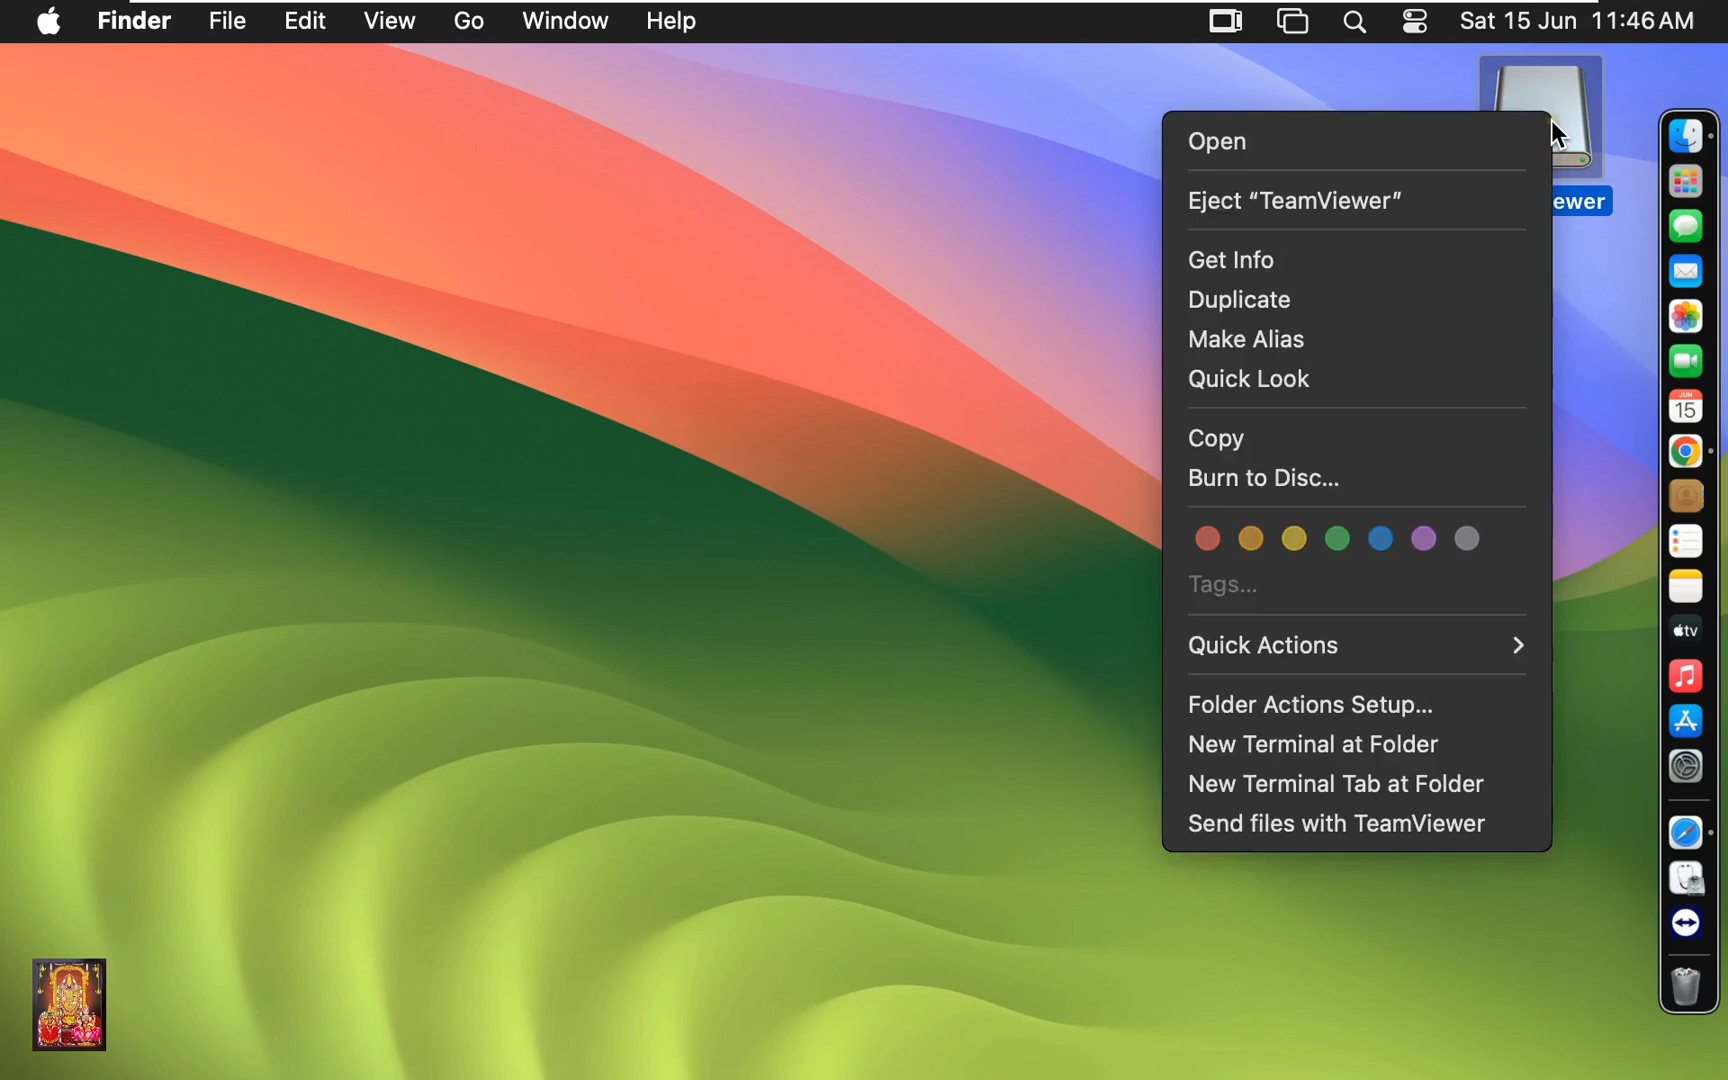 Finder File Edit View Go Window Help Sat 15 Jun 11:46 AM
Open
Eject “TeamViewer”
ewer
Get Info
Duplicate
Make Alias
Quick Look
JUN
15
Copy
Burn to Disc...
Tags...
tv
Quick Actions
Folder Actions Setup...
New Terminal at Folder
New Terminal Tab at Folder
Send files with TeamViewer